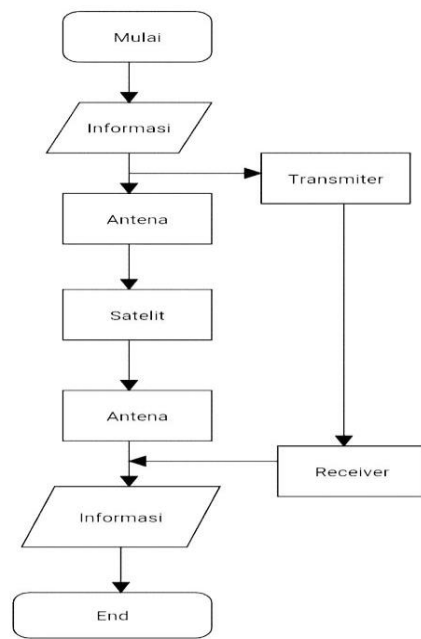 Mulai
Informasi
Transmiter
Antena
Satelit
Antena
Receiver
Informasi
End